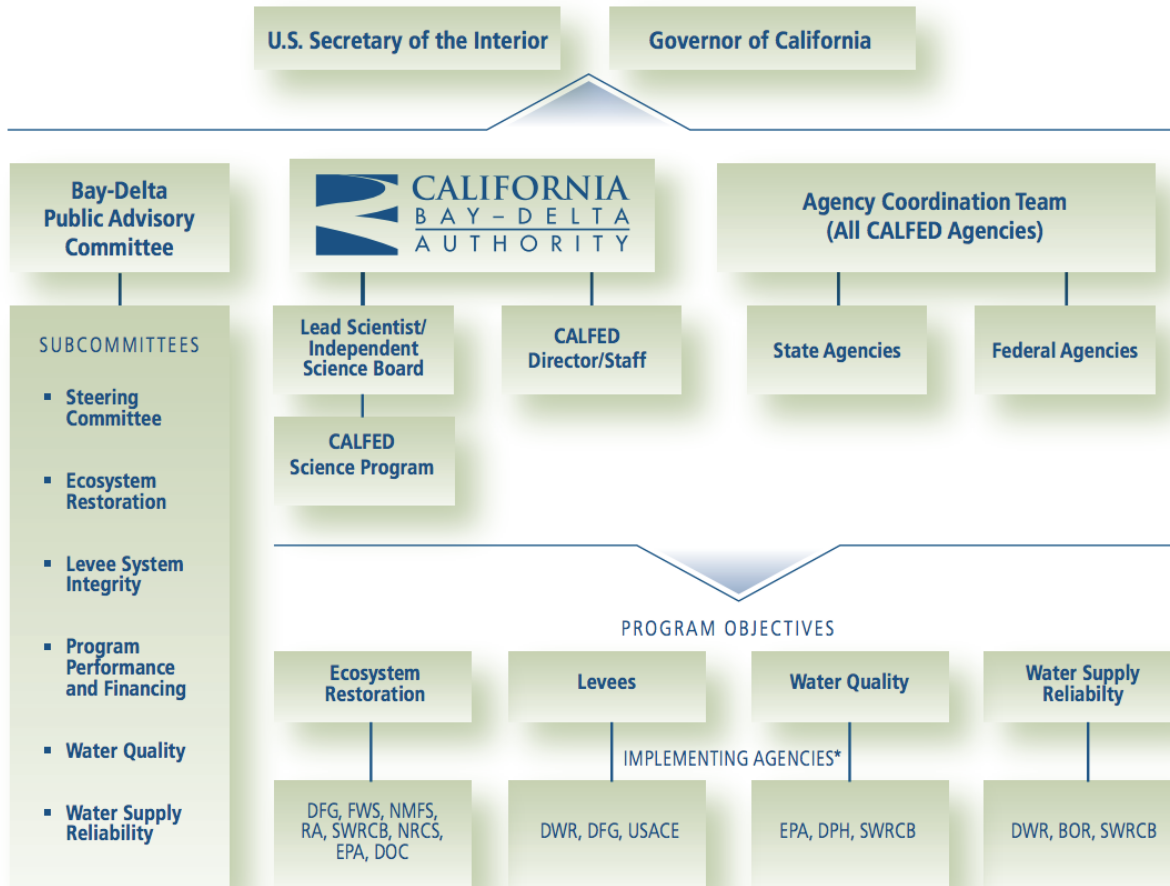 U.S. Secretary of the Interior
Governor of California
Bay-Delta
Public Advisory
Committee
CALIFORNIA
BAY–DELTA
AUTHORITY
Agency Coordination Team
(All CALFED Agencies)
SUBCOMMITTEES
▪ Steering
Committee
▪ Ecosystem
Restoration
▪ Levee System
Integrity
▪ Program
Performance
and Financing
▪ Water Quality
▪ Water Supply
Reliability
Lead Scientist/
Independent
Science Board
CALFED
Science Program
CALFED
Director/Staff
State Agencies
Federal Agencies
PROGRAM OBJECTIVES
Ecosystem
Restoration
Levees
Water Quality
Water Supply
Reliabilty
IMPLEMENTING AGENCIES*
DFG, FWS, NMFS,
RA, SWRCB, NRCS,
EPA, DOC
DWR, DFG, USACE
EPA, DPH, SWRCB
DWR, BOR, SWRCB